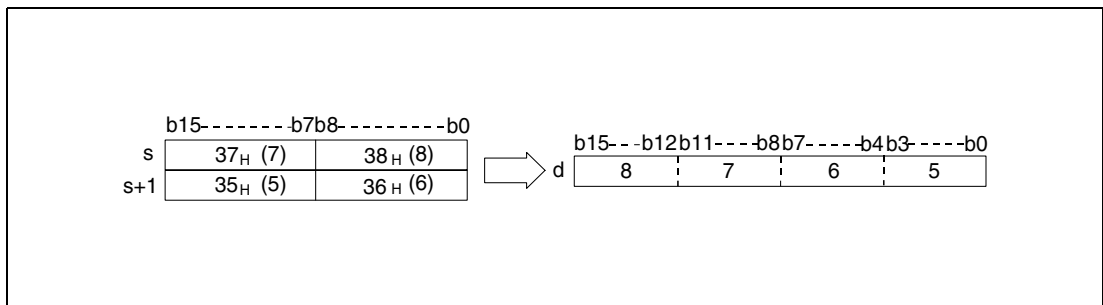 b15-------b7b8-------b0
s 37H (7) 38H (8)
s+1 35H (5) 36H (6)
b15----b12b11-----b8b7-----b4b3-----b0
d 8 7 6 5